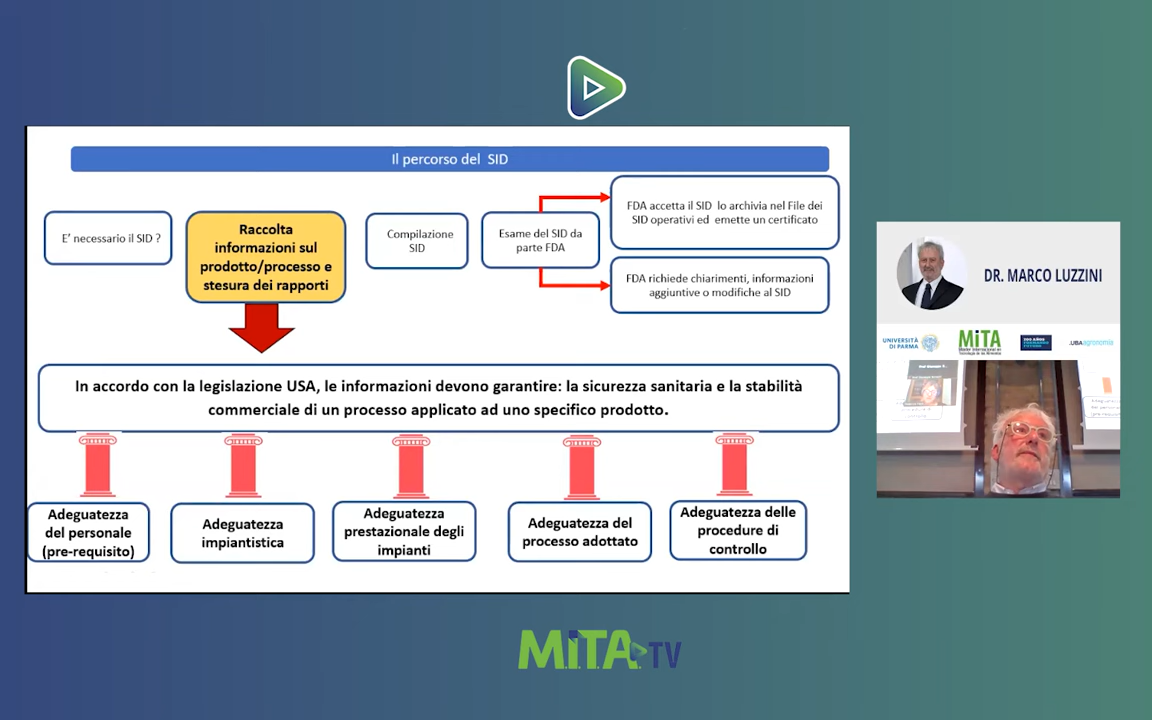 Il percorso del SID
E' necessario il SID ?
Raccolta
informazioni sul
prodotto/processo e
stesura dei rapporti
Compilazione
SID
Esame del SID da
parte FDA
FDA accetta il SID lo archivia nel File dei
SID operativi ed emette un certificato
FDA richiede chiarimenti, informazioni
aggiuntive o modifiche al SID
In accordo con la legislazione USA, le informazioni devono garantire: la sicurezza sanitaria e la stabilità
commerciale di un processo applicato ad uno specifico prodotto.
Adeguatezza
del personale
(pre-requisito)
Adeguatezza
impiantistica
Adeguatezza
prestazionale degli
impianti
Adeguatezza del
processo adottato
Adeguatezza delle
procedure di
controllo
DR. MARCO LUZZINI
UNIVERSITÀ
DI PARMA
MiTA
.UBAagronomia
M.I.T.A. TV